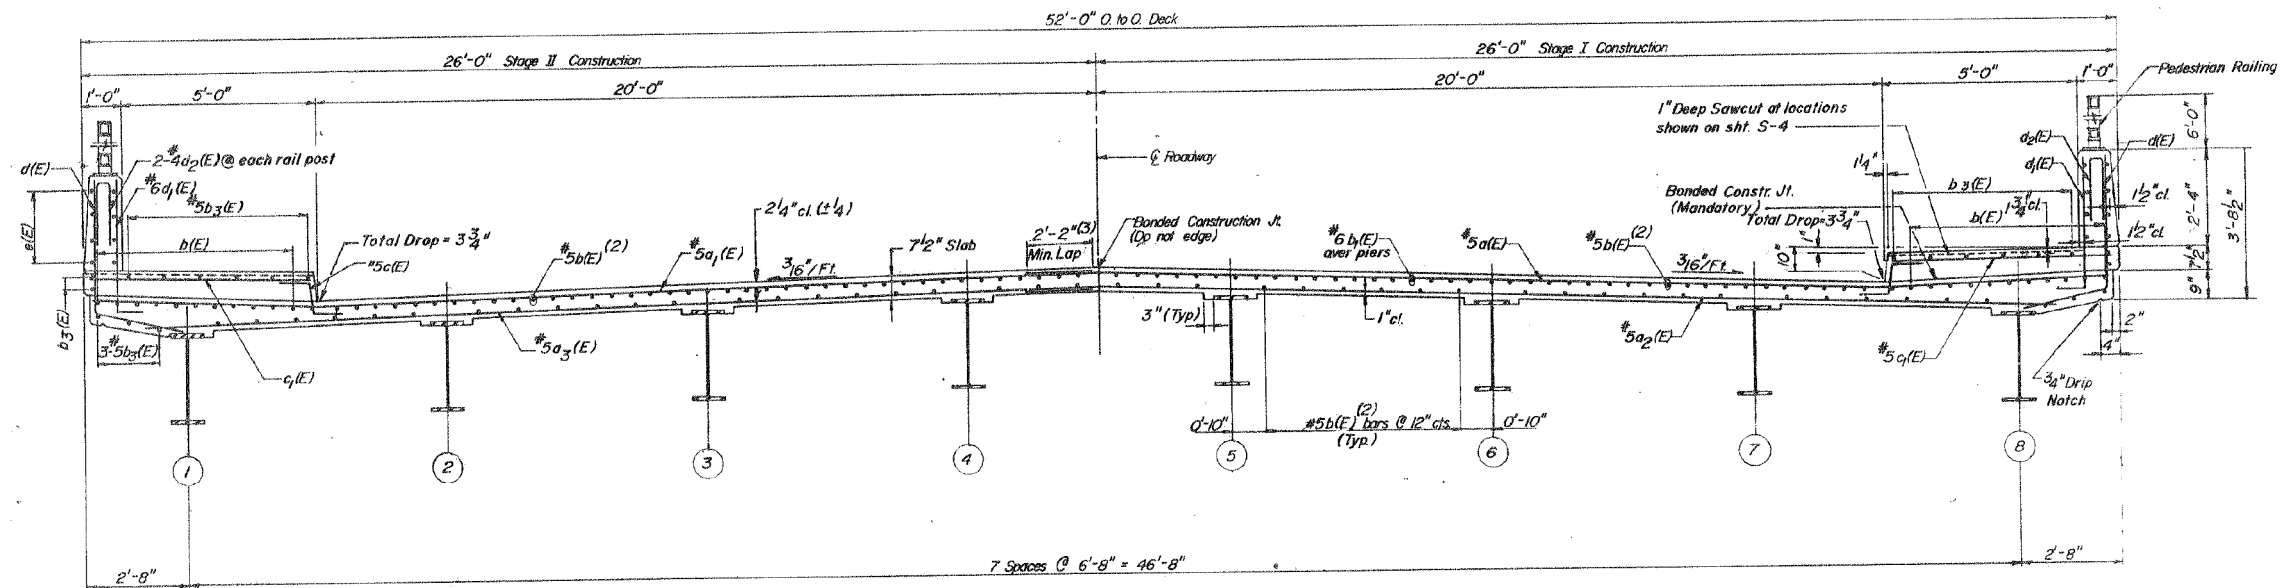 52'-0" O. to O. Deck
26'-0" Stage II Construction
26'-0" Stage I Construction
1'-0"
5'-0"
20'-0"
20'-0"
5'-0"
1'-0"
Pedestrian Railing
1" Deep Sawcut at locations
shown on sht. S-4
6'-0"
2-#4d2(E) @ each rail post
d(E)
#6d1(E)
#5b3(E)
e(E)
b(E)
Total Drop = 3 3/4"
#5c(E)
2 1/4" cl. (± 1/4)
#5b(E) (2)
#5a1(E)
3/16"/Ft.
7 1/2" Slab
2'-2" (3)
Min. Lap
℄ Roadway
Bonded Construction Jt.
(Do not edge)
#6 b1(E)
over piers
#5a(E)
#5b(E) (2)
3/16"/Ft.
Bonded Constr. Jt.
(Mandatory)
Total Drop=3 3/4"
1 1/4"
b3(E)
b(E)
1 3/4" cl.
10"
1"
d2(E)
d1(E)
d(E)
1 1/2" cl.
1 1/2" cl.
2'-4"
3'-8 1/2"
7 1/2"
9"
2"
4"
3/4" Drip
Notch
b3(E)
3-#5b3(E)
c1(E)
#5a3(E)
3" (Typ)
1" cl.
#5a2(E)
#5c1(E)
0'-10"
#5b(E) (2) bars @ 12" cts.
(Typ.)
0'-10"
1
2
3
4
5
6
7
8
2'-8"
7 Spaces @ 6'-8" = 46'-8"
2'-8"